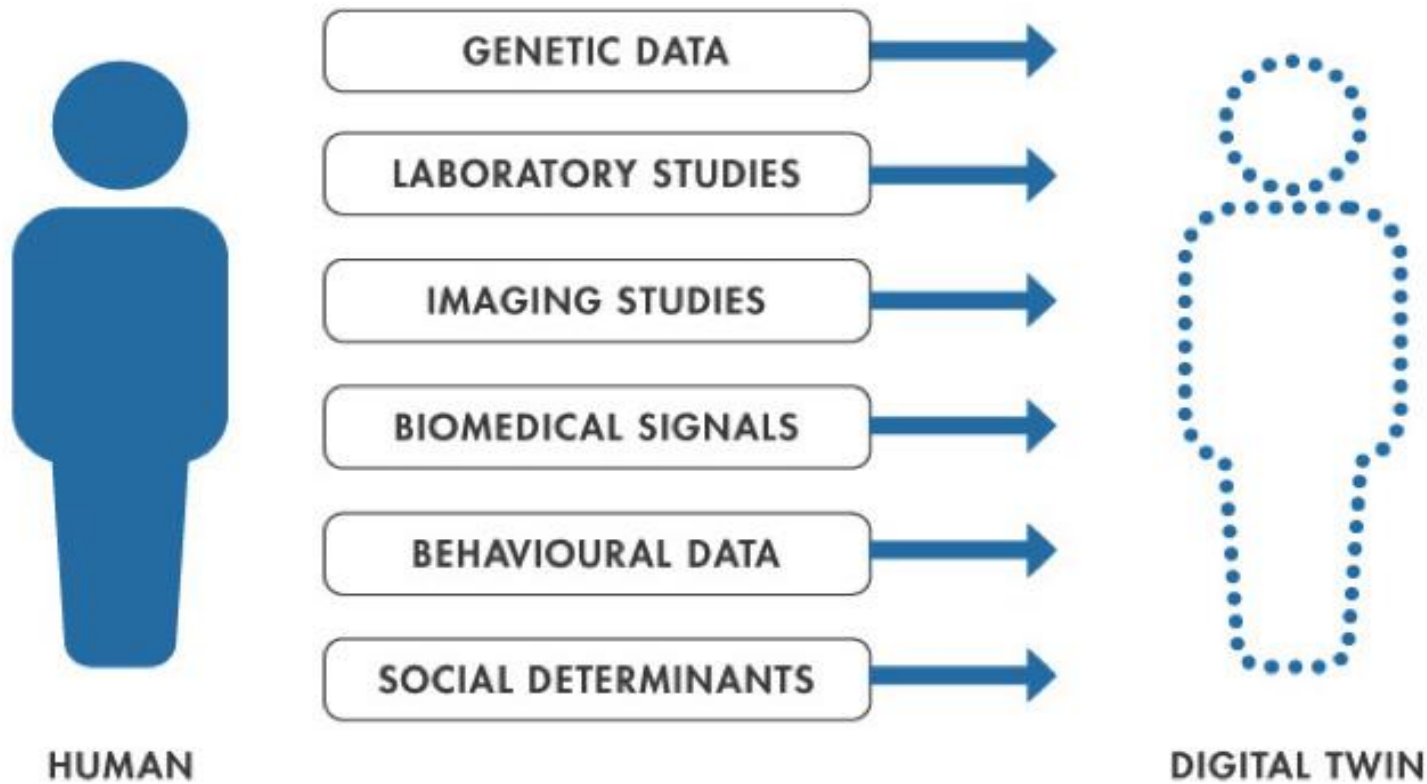 GENETIC DATA
LABORATORY STUDIES
IMAGING STUDIES
BIOMEDICAL SIGNALS
BEHAVIOURAL DATA
SOCIAL DETERMINANTS
HUMAN
DIGITAL TWIN